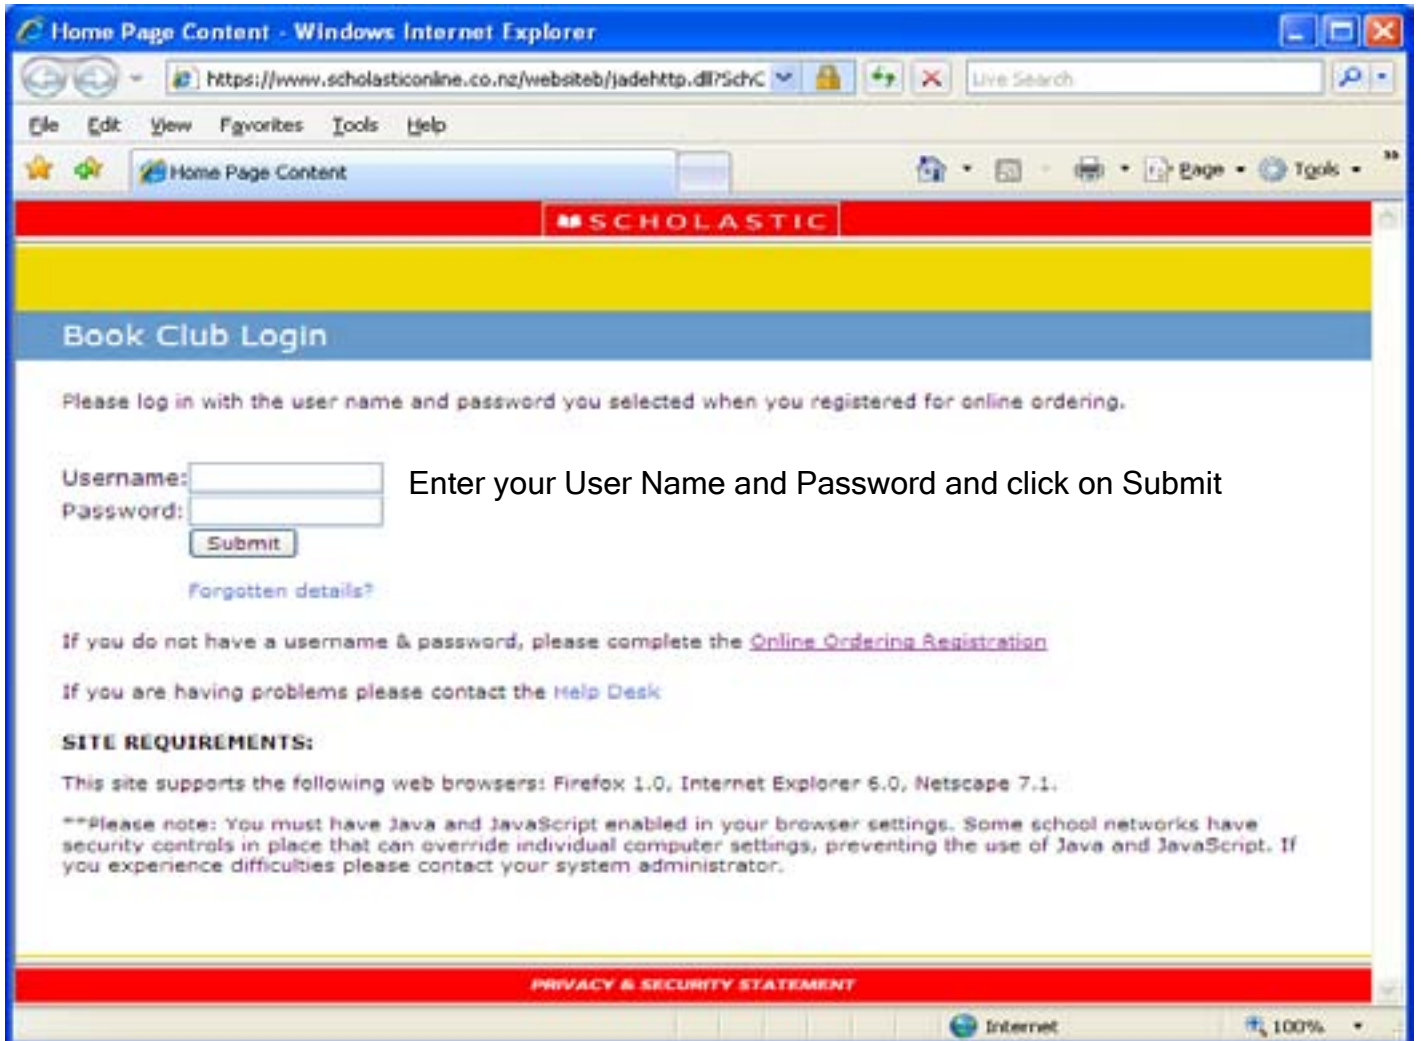 Home Page Content - Windows Internet Explorer
https://www.scholasticonline.co.nz/websiteb/jadehttp.dll?SchC
Live Search
File Edit View Favorites Tools Help
Home Page Content
Page Tools
SCHOLASTIC
Book Club Login
Please log in with the user name and password you selected when you registered for online ordering.
Username:
Enter your User Name and Password and click on Submit
Password:
Submit
Forgotten details?
If you do not have a username & password, please complete the Online Ordering Registration
If you are having problems please contact the Help Desk
SITE REQUIREMENTS:
This site supports the following web browsers: Firefox 1.0, Internet Explorer 6.0, Netscape 7.1.
**Please note: You must have Java and JavaScript enabled in your browser settings. Some school networks have
security controls in place that can override individual computer settings, preventing the use of Java and JavaScript. If
you experience difficulties please contact your system administrator.
PRIVACY & SECURITY STATEMENT
Internet
100%